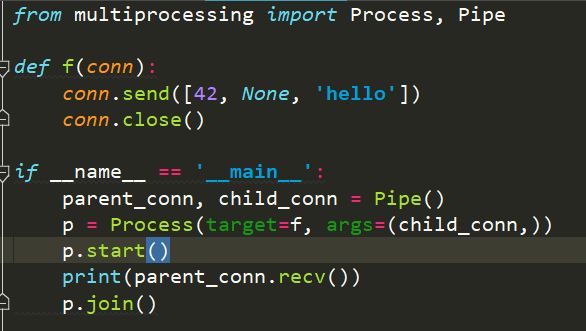 from multiprocessing import Process, Pipe
def f(conn):
    conn.send([42, None, 'hello'])
    conn.close()
if __name__ == '__main__':
    parent_conn, child_conn = Pipe()
    p = Process(target=f, args=(child_conn,))
    p.start()
    print(parent_conn.recv())
    p.join()